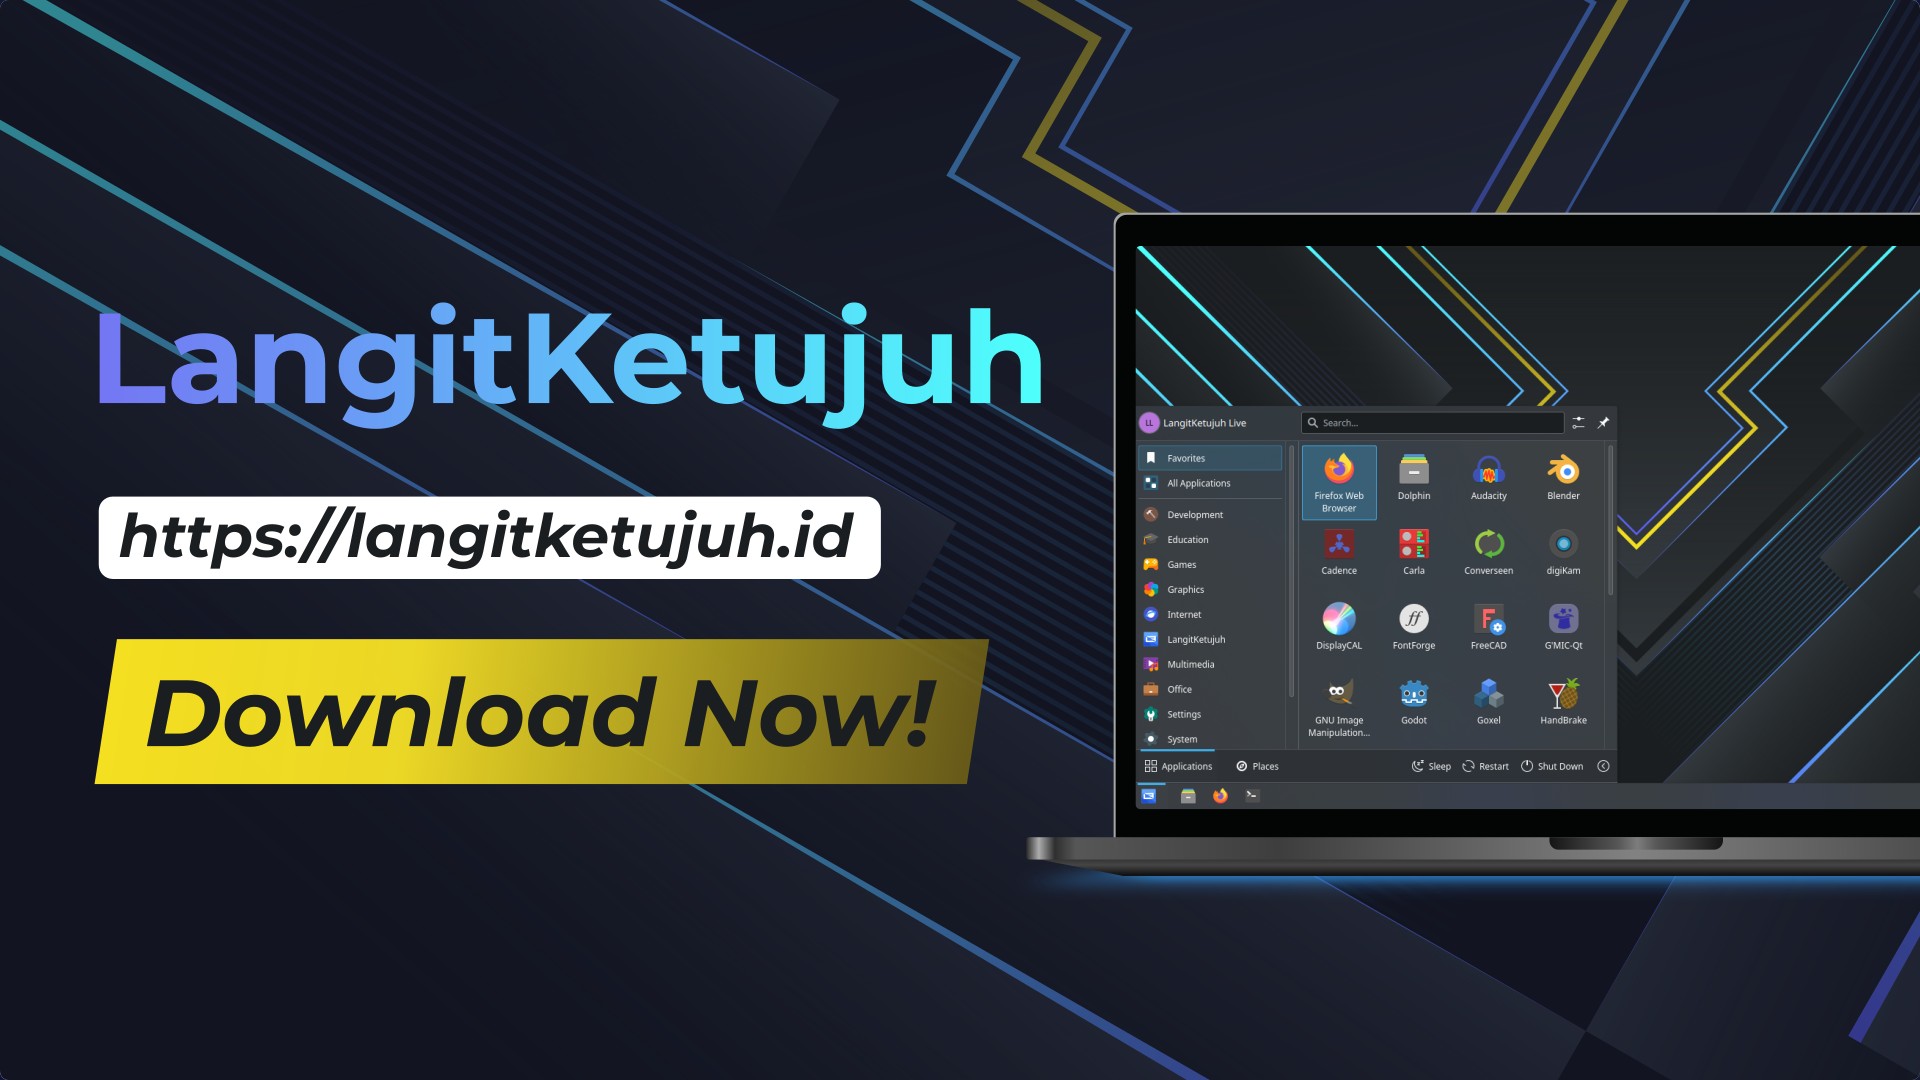 LangitKetujuh
https://langitketujuh.id
Download Now!
LL LangitKetujuh Live
Search...
Favorites
All Applications
Development
Education
Games
Graphics
Internet
LangitKetujuh
Multimedia
Office
Settings
System
Firefox Web Browser
Dolphin
Audacity
Blender
Cadence
Carla
Converseen
digiKam
DisplayCAL
FontForge
FreeCAD
G'MIC-Qt
GNU Image Manipulation...
Godot
Goxel
HandBrake
Applications
Places
Sleep
Restart
Shut Down